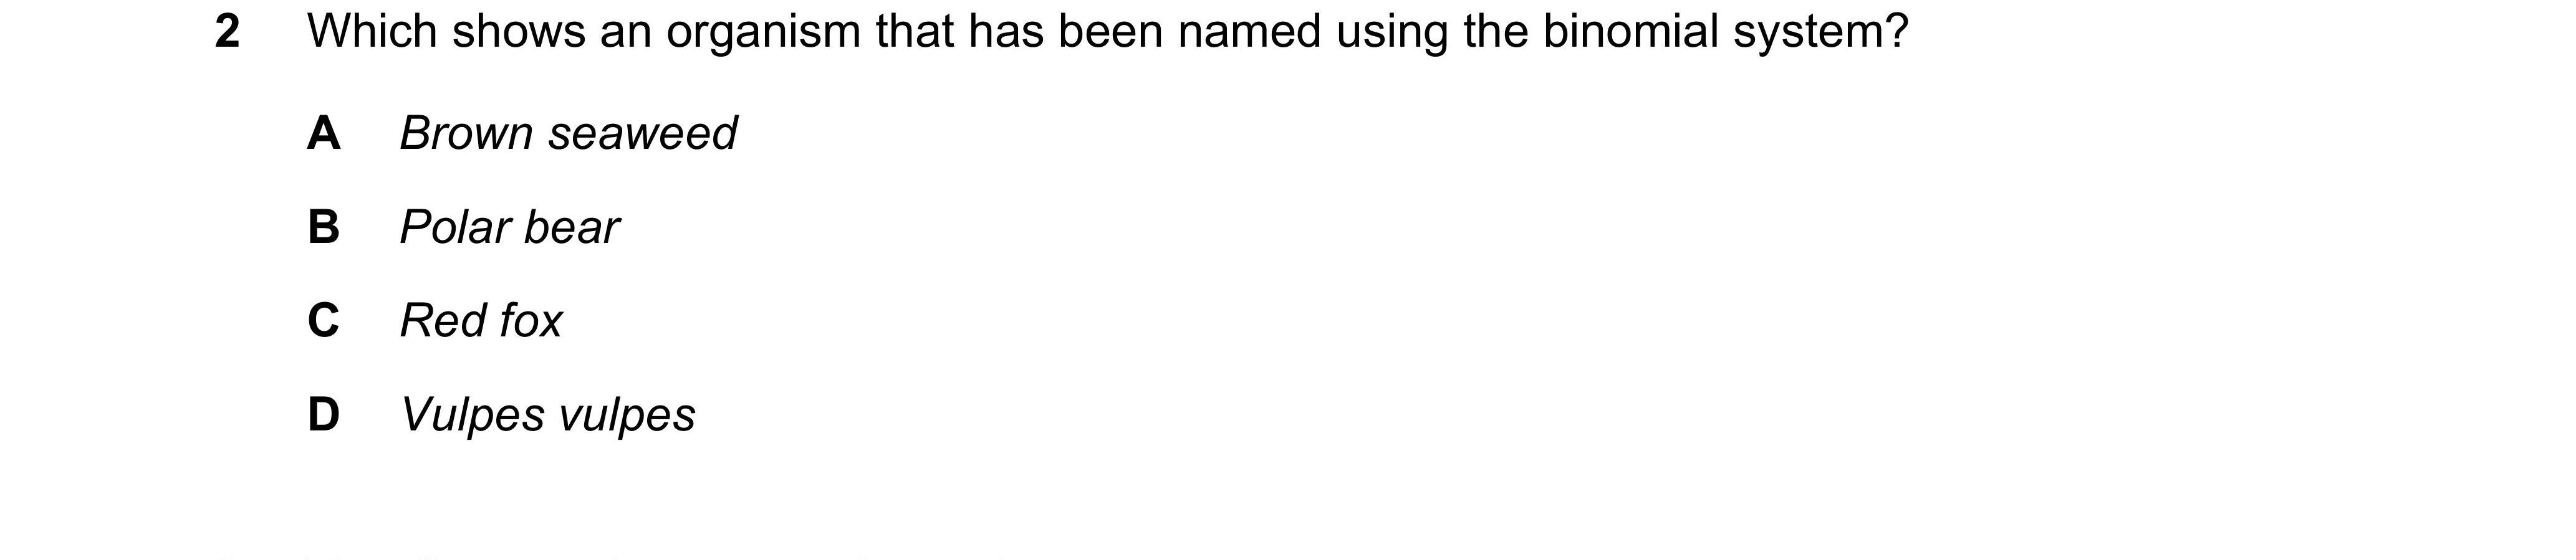 2 Which shows an organism that has been named using the binomial system?
A Brown seaweed
B Polar bear
C Red fox
D Vulpes vulpes